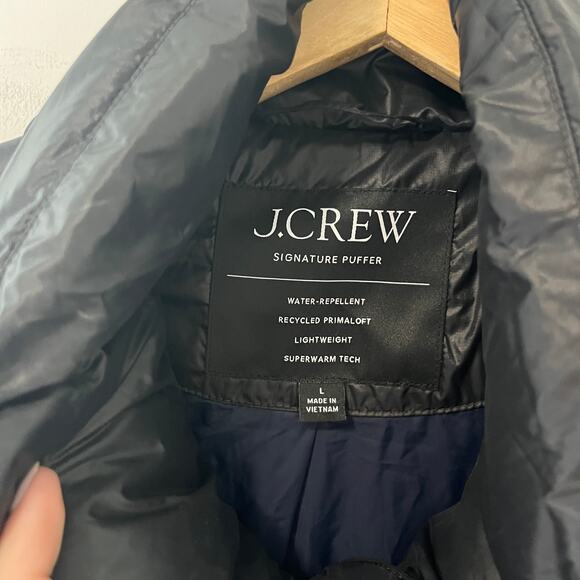 J.CREW
SIGNATURE PUFFER
WATER-REPELLENT
RECYCLED PRIMALOFT
LIGHTWEIGHT
SUPERWARM TECH
L
MADE IN
VIETNAM